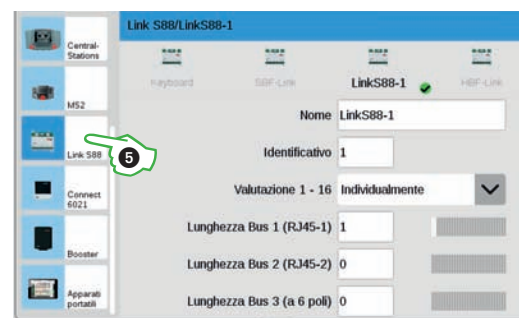 Link S88/LinkS88-1
Central-
Stations
MS2
Link S88
Connect
6021
Booster
Apparati
portatili
5
Keyboard
SBF-Link
LinkS88-1
HBF-Link
Nome LinkS88-1
Identificativo 1
Valutazione 1 - 16 Individualmente
Lunghezza Bus 1 (RJ45-1) 1
Lunghezza Bus 2 (RJ45-2) 0
Lunghezza Bus 3 (a 6 poli) 0